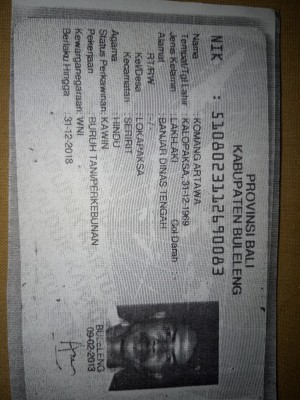 PROVINSI BALI
KABUPATEN BULELENG
NIK : 5108023112690083
Nama : KOMANG ARTAWA
Tempat/Tgl Lahir : KALOPAKSA, 31-12-1969
Jenis Kelamin : LAKI-LAKI Gol Darah : -
Alamat : BANJAR DINAS TENGAH
RT/RW : - / -
Kel/Desa : LOKAPAKSA
Kecamatan : SERIRIT
Agama : HINDU
Status Perkawinan: KAWIN
Pekerjaan : BURUH TANI/PERKEBUNAN
Kewarganegaraan: WNI
Berlaku Hingga : 31-12-2018
BULELENG
09-02-2013